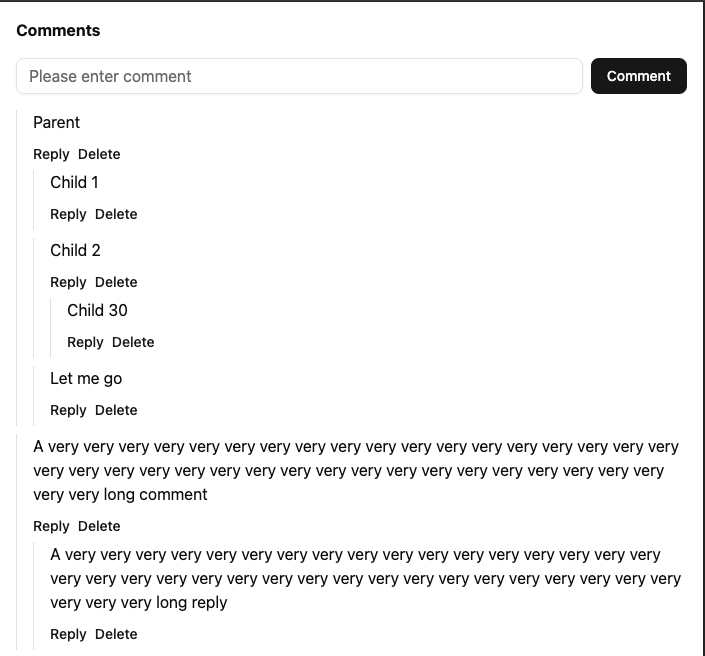 Comments
Please enter comment
Comment
Parent
Reply Delete
Child 1
Reply Delete
Child 2
Reply Delete
Child 30
Reply Delete
Let me go
Reply Delete
A very very very very very very very very very very very very very very very very very very
very very very very very very very very very very very very very very very very very very
very very long comment
Reply Delete
A very very very very very very very very very very very very very very very very very
very very very very very very very very very very very very very very very very very very
very very very long reply
Reply Delete